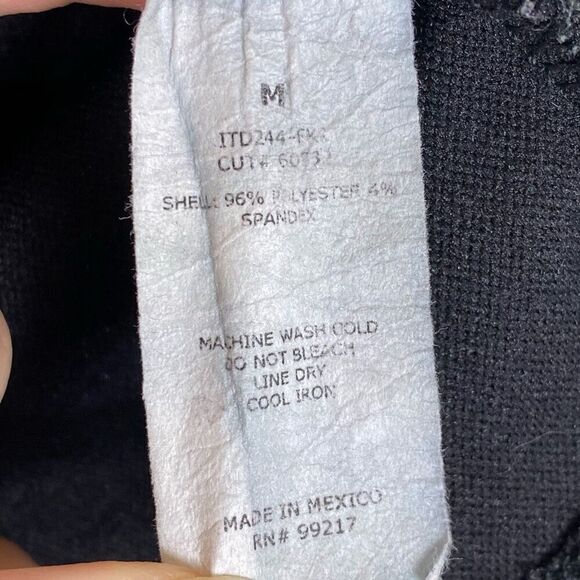 M
ITD244-
CUT#
SHELL: 96% POLYESTER 4%
SPANDEX
MACHINE WASH COLD
DO NOT BLEACH
LINE DRY
COOL IRON
MADE IN MEXICO
RN# 99217